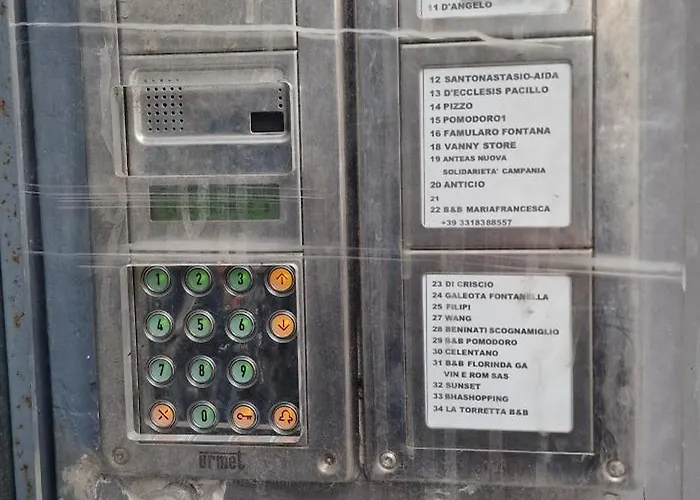 11 D'ANGELO
12 SANTONASTASIO-AIDA
13 D'ECCLESIS PACILLO
14 PIZZO
15 POMODORO1
16 FAMULARO FONTANA
18 VANNY STORE
19 ANTEAS NUOVA
SOLIDARIETA' CAMPANIA
20 ANTICIO
21
22 B&B MARIAFRANCESCA
+39 3318388557
23 DI CRISCIO
24 GALEOTA FONTANELLA
25 FILIPI
27 WANG
28 BENINATI SCOGNAMIGLIO
29 B&B POMODORO
30 CELENTANO
31 B&B FLORINDA GA
VIN E ROM SAS
32 SUNSET
33 BHASHOPPING
34 LA TORRETTA B&B
1 2 3
4 5 6
7 8 9
0
urmet